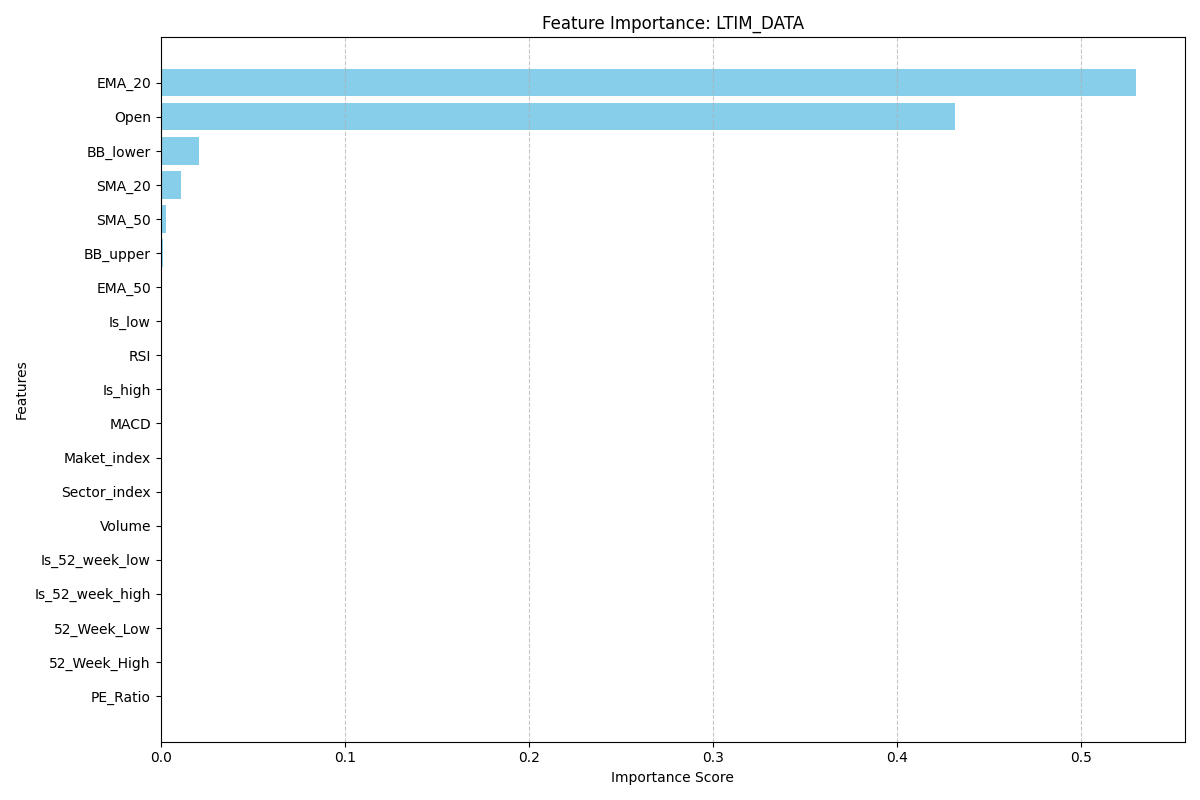 Feature Importance: LTIM_DATA
EMA_20
Open
BB_lower
SMA_20
SMA_50
BB_upper
EMA_50
Is_low
RSI
Is_high
MACD
Maket_index
Sector_index
Volume
Is_52_week_low
Is_52_week_high
52_Week_Low
52_Week_High
PE_Ratio
Features
0.0 0.1 0.2 0.3 0.4 0.5
Importance Score